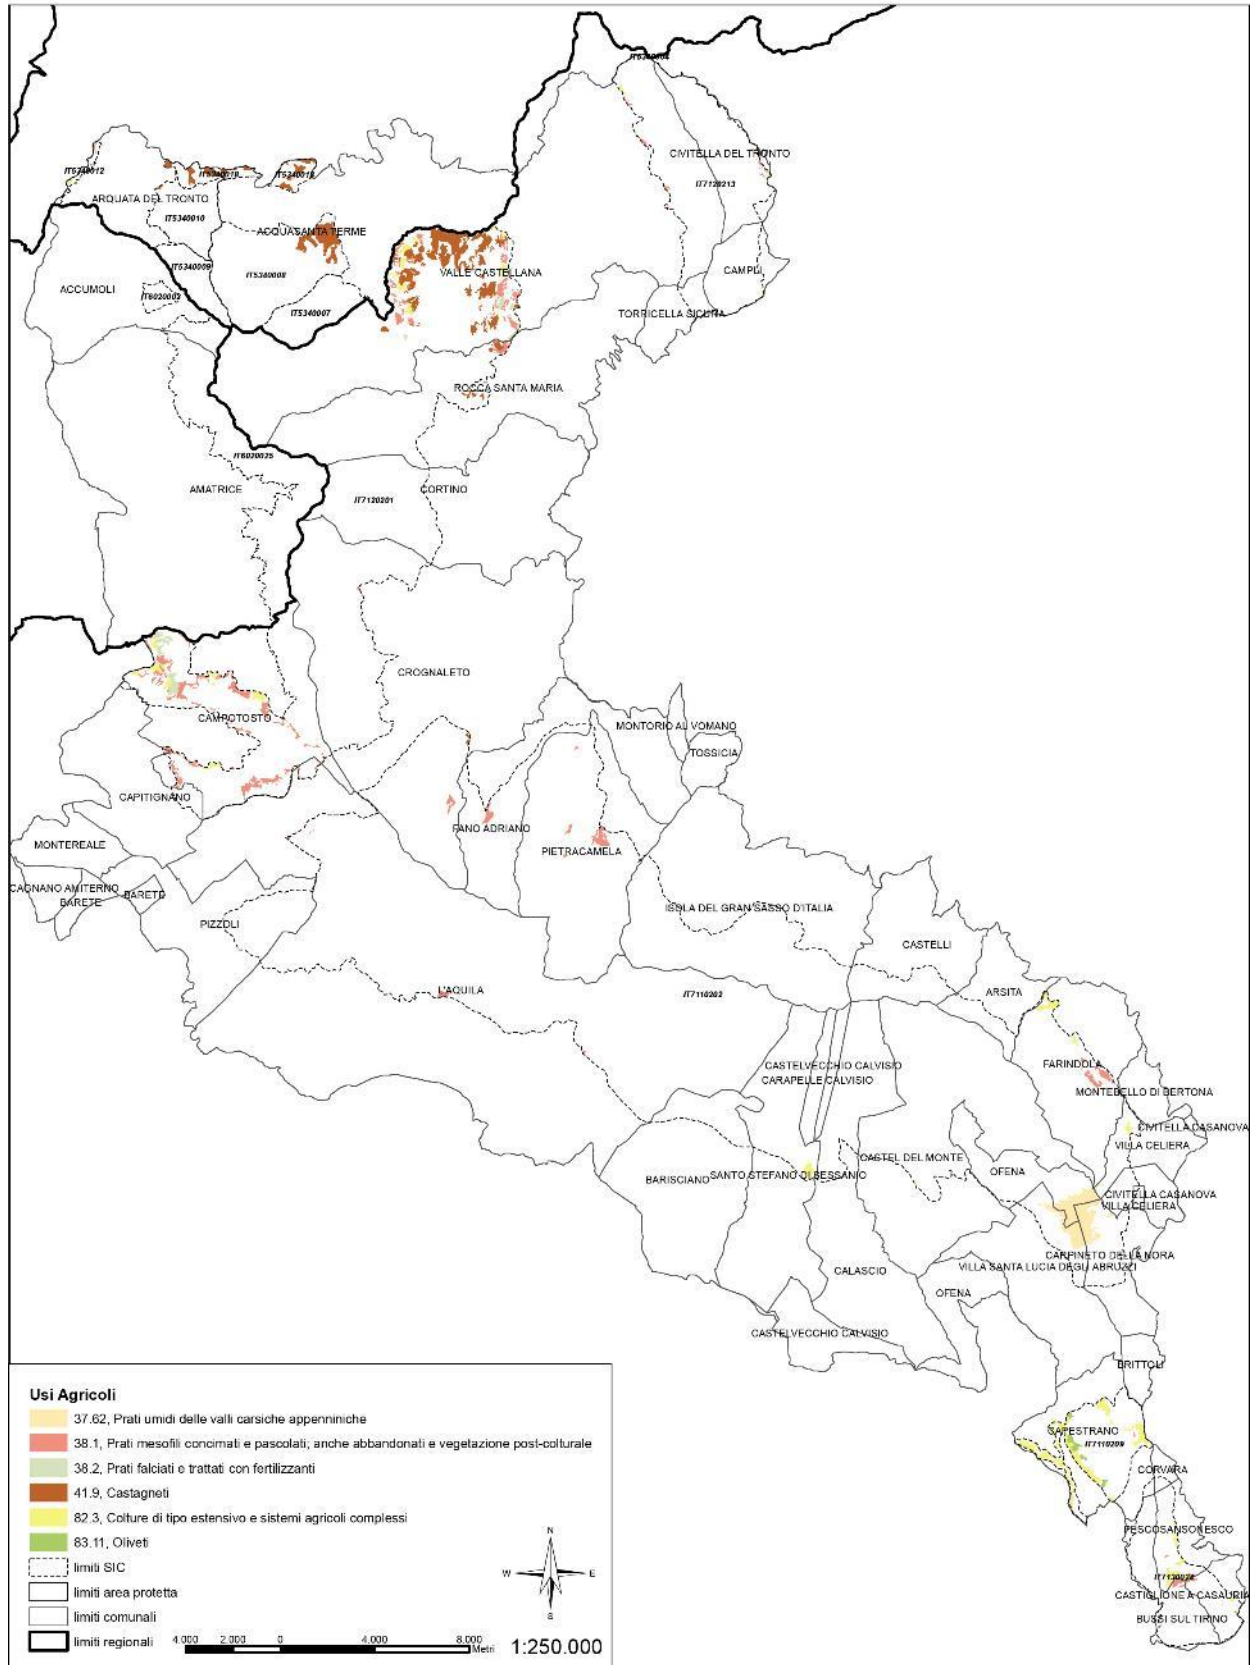 IT5340004
CIVITELLA DEL TRONTO
IT5340012
IT5340018
IT5340019
IT7120213
ARQUATA DEL TRONTO
IT5340010
ACQUASANTA TERME
IT5340009
IT5340008
VALLE CASTELLANA
CAMPLI
ACCUMOLI
IT6020002
IT5340007
TORRICELLA SICURA
ROCCA SANTA MARIA
IT6020025
AMATRICE
IT7120201
CORTINO
CROGNALETO
CAMPOTOSTO
MONTORIO AL VOMANO
TOSSICIA
CAPITIGNANO
FANO ADRIANO
MONTEREALE
PIETRACAMELA
CAGNANO AMITERNO
BARETE
BARETE
PIZZOLI
ISOLA DEL GRAN SASSO D'ITALIA
CASTELLI
L'AQUILA
IT7110202
ARSITA
CASTELVECCHIO CALVISIO
CARAPELLE CALVISIO
FARINDOLA
MONTEBELLO DI BERTONA
CIVITELLA CASANOVA
VILLA CELIERA
CASTEL DEL MONTE
OFENA
BARISCIANO
SANTO STEFANO DI SESSANIO
CIVITELLA CASANOVA
VILLA CELIERA
CARPINETO DELLA NORA
VILLA SANTA LUCIA DEGLI ABRUZZI
CALASCIO
OFENA
CASTELVECCHIO CALVISIO
BRITTOLI
CAPESTRANO
IT7110209
CORVARA
PESCOSANSONESCO
CASTIGLIONE A CASAURIA
BUSSI SUL TIRINO
Usi Agricoli
37.62, Prati umidi delle valli carsiche appenniniche
38.1, Prati mesofili concimati e pascolati; anche abbandonati e vegetazione post-colturale
38.2, Prati falciati e trattati con fertilizzanti
41.9, Castagneti
82.3, Colture di tipo estensivo e sistemi agricoli complessi
83.11, Oliveti
limiti SIC
limiti area protetta
limiti comunali
limiti regionali
N
W E
S
4.000 2.000 0 4.000 8.000
Metri
1:250.000